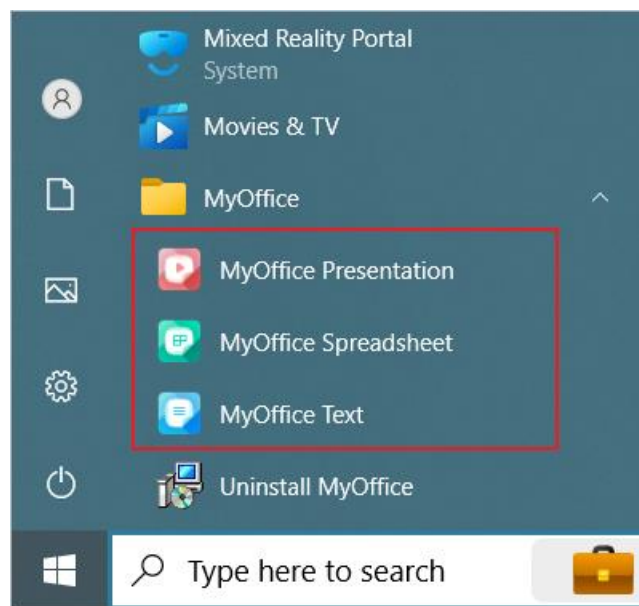 Mixed Reality Portal
System
Movies & TV
MyOffice
MyOffice Presentation
MyOffice Spreadsheet
MyOffice Text
Uninstall MyOffice
Type here to search